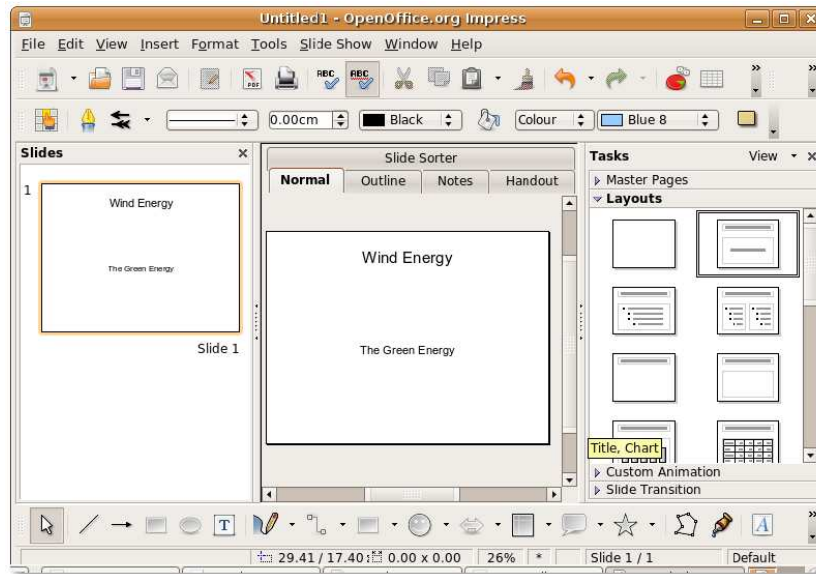 Untitled1 - OpenOffice.org Impress
File Edit View Insert Format Tools Slide Show Window Help
PDF ABC ABC »  »
0.00cm Black Colour Blue 8
Slides
1
Wind Energy
The Green Energy
Slide 1
Slide Sorter
Normal Outline Notes Handout
Wind Energy
The Green Energy
Tasks View
Master Pages
Layouts
Title, Chart
Custom Animation
Slide Transition
T A »
29.41 / 17.40 0.00 x 0.00 26% * Slide 1 / 1 Default